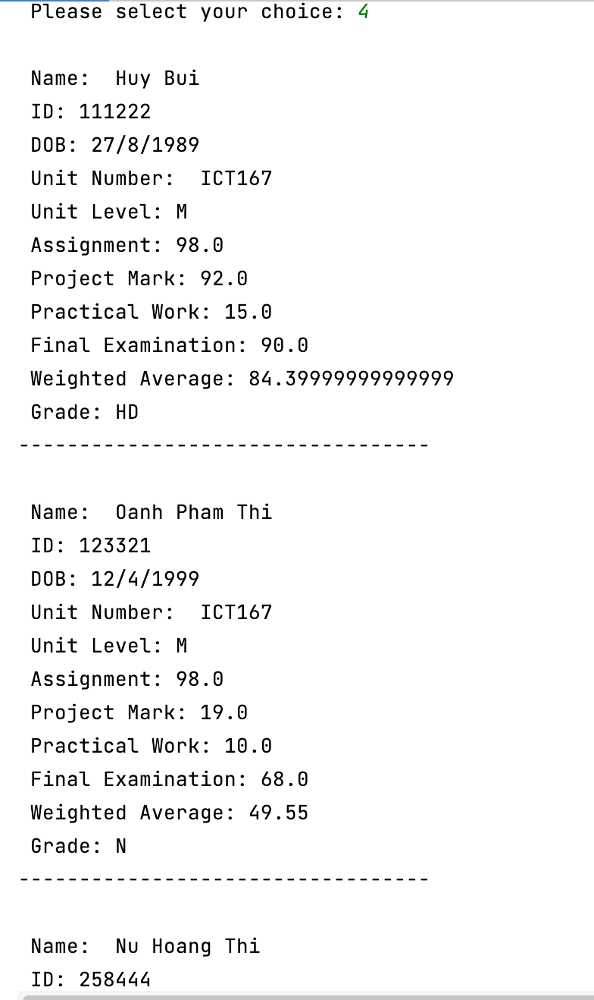 Please select your choice: 4
Name:  Huy Bui
ID: 111222
DOB: 27/8/1989
Unit Number:  ICT167
Unit Level: M
Assignment: 98.0
Project Mark: 92.0
Practical Work: 15.0
Final Examination: 90.0
Weighted Average: 84.39999999999999
Grade: HD
----------------------------------
Name:  Oanh Pham Thi
ID: 123321
DOB: 12/4/1999
Unit Number:  ICT167
Unit Level: M
Assignment: 98.0
Project Mark: 19.0
Practical Work: 10.0
Final Examination: 68.0
Weighted Average: 49.55
Grade: N
----------------------------------
Name:  Nu Hoang Thi
ID: 258444